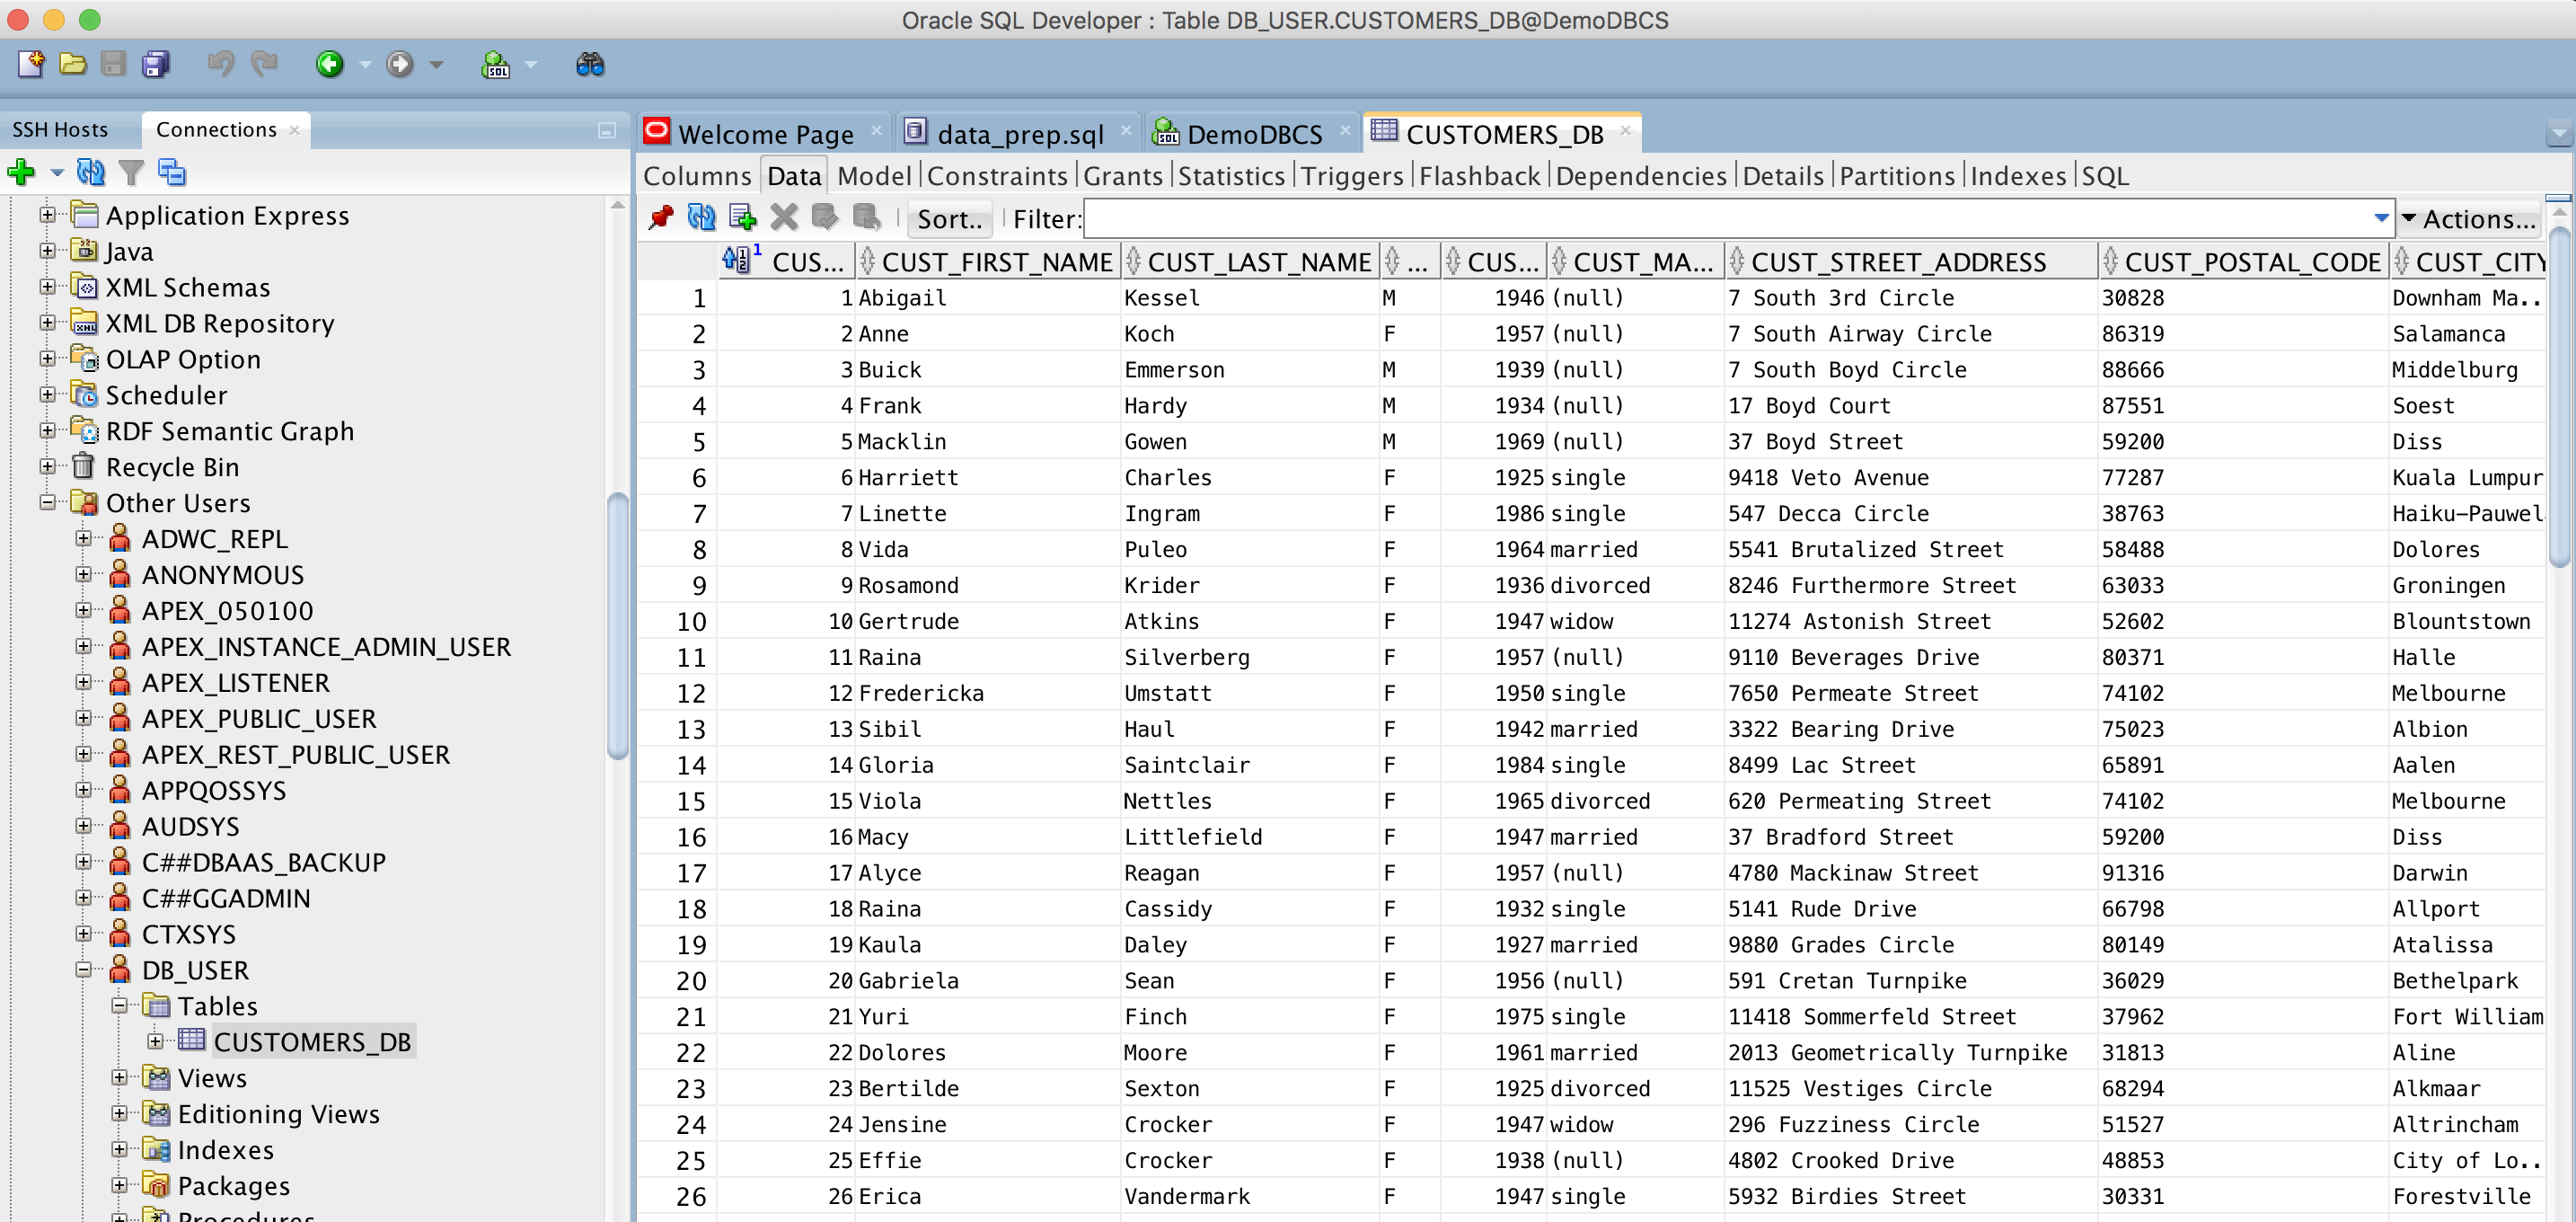 Oracle SQL Developer : Table DB_USER.CUSTOMERS_DB@DemoDBCS
SSH Hosts Connections
Welcome Page data_prep.sql DemoDBCS CUSTOMERS_DB
Columns Data Model Constraints Grants Statistics Triggers Flashback Dependencies Details Partitions Indexes SQL
Sort.. Filter: Actions...
Application Express
Java
XML Schemas
XML DB Repository
OLAP Option
Scheduler
RDF Semantic Graph
Recycle Bin
Other Users
ADWC_REPL
ANONYMOUS
APEX_050100
APEX_INSTANCE_ADMIN_USER
APEX_LISTENER
APEX_PUBLIC_USER
APEX_REST_PUBLIC_USER
APPQOSSYS
AUDSYS
C##DBAAS_BACKUP
C##GGADMIN
CTXSYS
DB_USER
Tables
CUSTOMERS_DB
Views
Editioning Views
Indexes
Packages
Procedures
1 CUS... CUST_FIRST_NAME CUST_LAST_NAME ... CUS... CUST_MA... CUST_STREET_ADDRESS CUST_POSTAL_CODE CUST_CITY
1 1 Abigail Kessel M 1946 (null) 7 South 3rd Circle 30828 Downham Ma...
2 2 Anne Koch F 1957 (null) 7 South Airway Circle 86319 Salamanca
3 3 Buick Emmerson M 1939 (null) 7 South Boyd Circle 88666 Middelburg
4 4 Frank Hardy M 1934 (null) 17 Boyd Court 87551 Soest
5 5 Macklin Gowen M 1969 (null) 37 Boyd Street 59200 Diss
6 6 Harriett Charles F 1925 single 9418 Veto Avenue 77287 Kuala Lumpur
7 7 Linette Ingram F 1986 single 547 Decca Circle 38763 Haiku-Pauwel
8 8 Vida Puleo F 1964 married 5541 Brutalized Street 58488 Dolores
9 9 Rosamond Krider F 1936 divorced 8246 Furthermore Street 63033 Groningen
10 10 Gertrude Atkins F 1947 widow 11274 Astonish Street 52602 Blountstown
11 11 Raina Silverberg F 1957 (null) 9110 Beverages Drive 80371 Halle
12 12 Fredericka Umstatt F 1950 single 7650 Permeate Street 74102 Melbourne
13 13 Sibil Haul F 1942 married 3322 Bearing Drive 75023 Albion
14 14 Gloria Saintclair F 1984 single 8499 Lac Street 65891 Aalen
15 15 Viola Nettles F 1965 divorced 620 Permeating Street 74102 Melbourne
16 16 Macy Littlefield F 1947 married 37 Bradford Street 59200 Diss
17 17 Alyce Reagan F 1957 (null) 4780 Mackinaw Street 91316 Darwin
18 18 Raina Cassidy F 1932 single 5141 Rude Drive 66798 Allport
19 19 Kaula Daley F 1927 married 9880 Grades Circle 80149 Atalissa
20 20 Gabriela Sean F 1956 (null) 591 Cretan Turnpike 36029 Bethelpark
21 21 Yuri Finch F 1975 single 11418 Sommerfeld Street 37962 Fort William
22 22 Dolores Moore F 1961 married 2013 Geometrically Turnpike 31813 Aline
23 23 Bertilde Sexton F 1925 divorced 11525 Vestiges Circle 68294 Alkmaar
24 24 Jensine Crocker F 1947 widow 296 Fuzziness Circle 51527 Altrincham
25 25 Effie Crocker F 1938 (null) 4802 Crooked Drive 48853 City of Lo...
26 26 Erica Vandermark F 1947 single 5932 Birdies Street 30331 Forestville